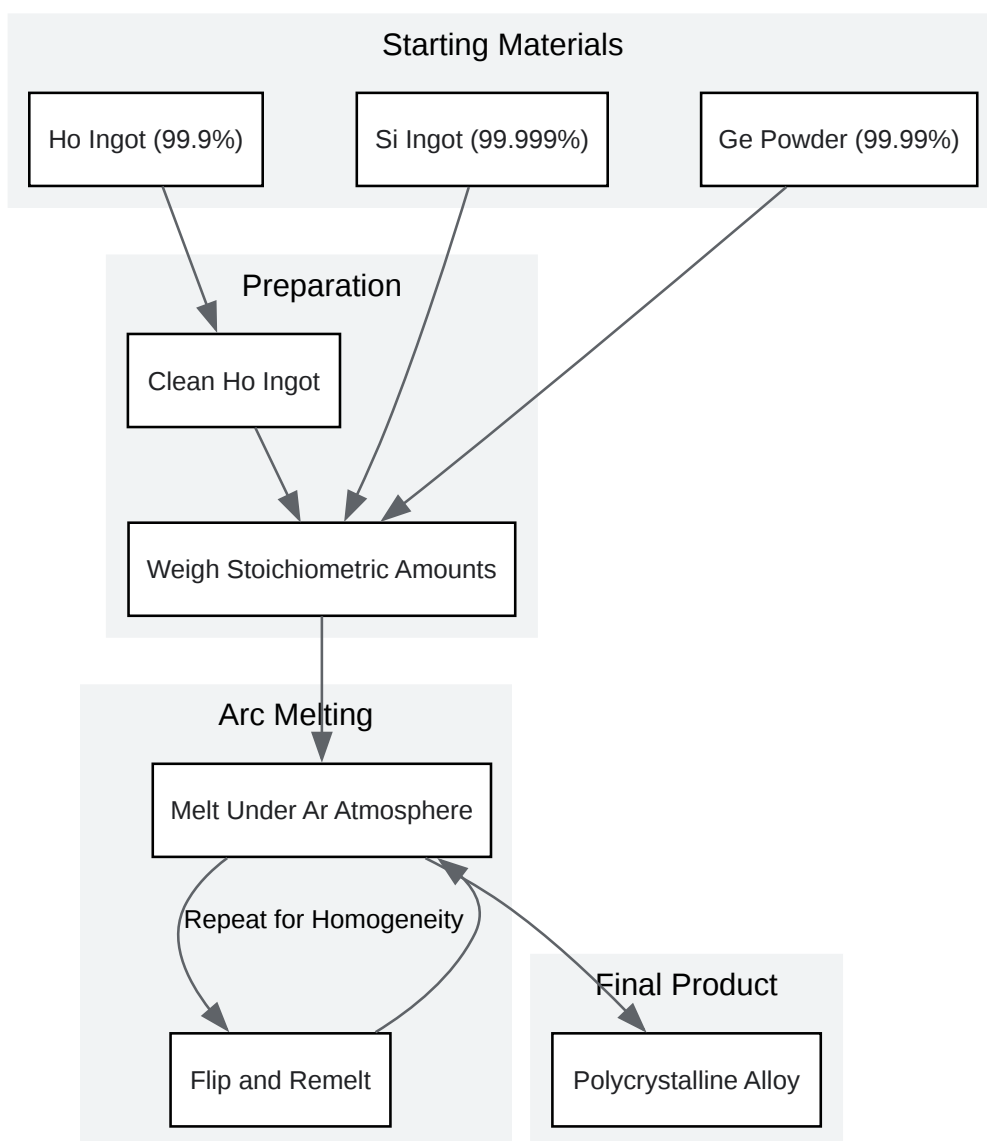 Starting Materials
Ho Ingot (99.9%)
Si Ingot (99.999%)
Ge Powder (99.99%)
Preparation
Clean Ho Ingot
Weigh Stoichiometric Amounts
Arc Melting
Melt Under Ar Atmosphere
Repeat for Homogeneity
Flip and Remelt
Final Product
Polycrystalline Alloy